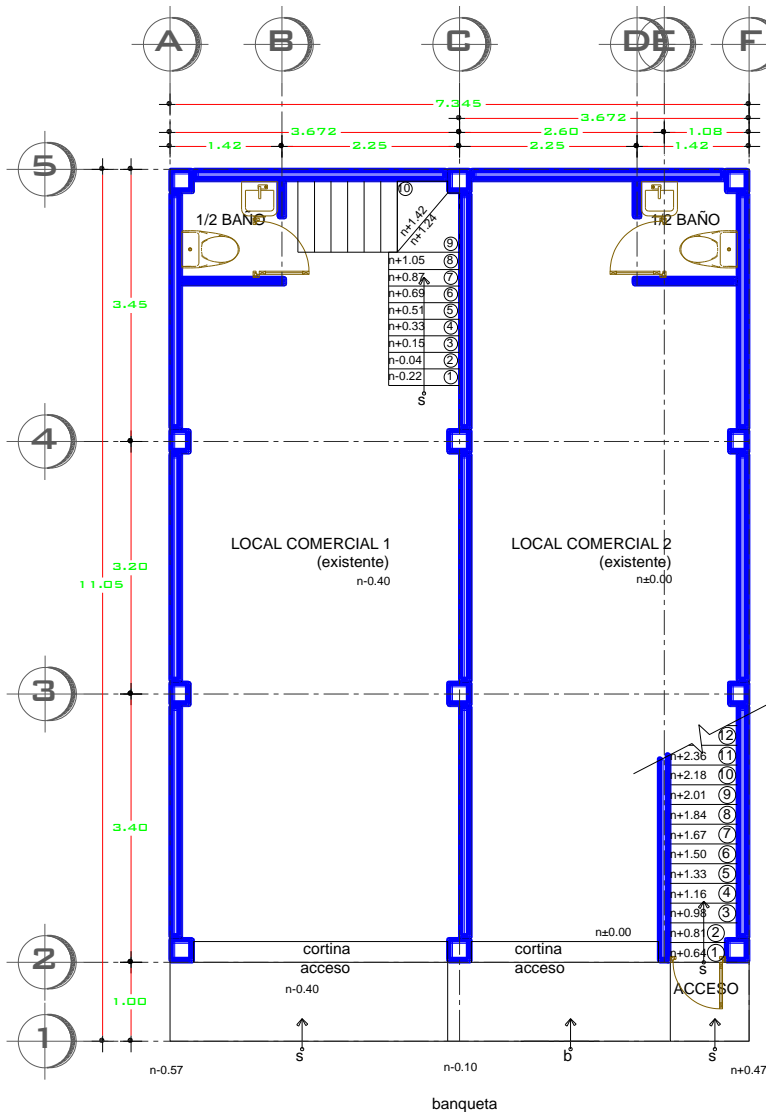 A B C D E F
7.345
3.672
3.672 2.60 1.08
1.42 2.25 2.25 1.42
5
1/2 BAÑO
10
1/2 BAÑO
n+1.42
n+1.24
9
n+1.05 8
n+0.87 7
n+0.69 6
n+0.51 5
n+0.33 4
n+0.15 3
n-0.04 2
n-0.22 1
s
3.45
4
LOCAL COMERCIAL 1
(existente)
n-0.40
LOCAL COMERCIAL 2
(existente)
n±0.00
3.20
11.05
3
12
n+2.36 11
n+2.18 10
n+2.01 9
n+1.84 8
n+1.67 7
n+1.50 6
n+1.33 5
n+1.16 4
n+0.98 3
n+0.81 2
n+0.64 1
s
3.40
n±0.00
cortina
acceso
cortina
acceso
2
ACCESO
n-0.40
1.00
1
s b s
n-0.57 n-0.10 n+0.47
banqueta